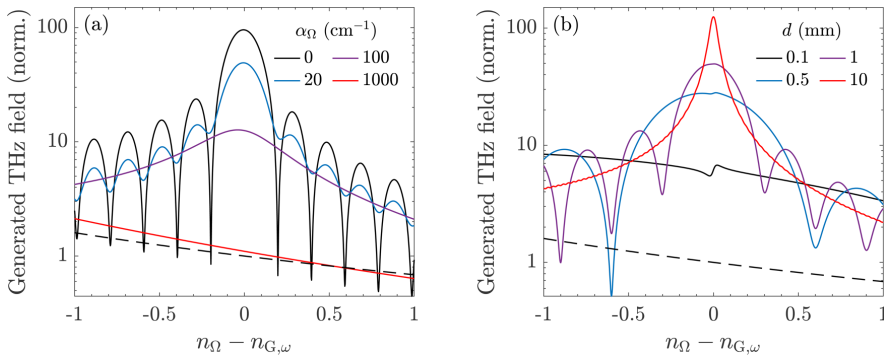 (a)
α_Ω (cm⁻¹)
0 100
20 1000
100
10
1
Generated THz field (norm.)
-1 -0.5 0 0.5 1
n_Ω − n_G,ω
(b)
d (mm)
0.1 1
0.5 10
100
10
1
Generated THz field (norm.)
-1 -0.5 0 0.5 1
n_Ω − n_G,ω